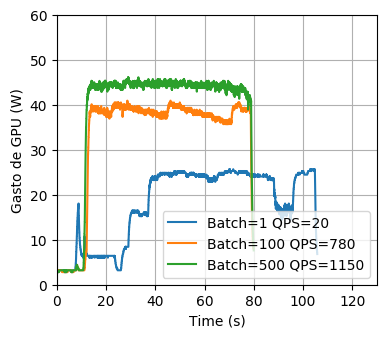 60
50
40
30
20
10
0
Gasto de GPU (W)
Batch=1 QPS=20
Batch=100 QPS=780
Batch=500 QPS=1150
0 20 40 60 80 100 120
Time (s)